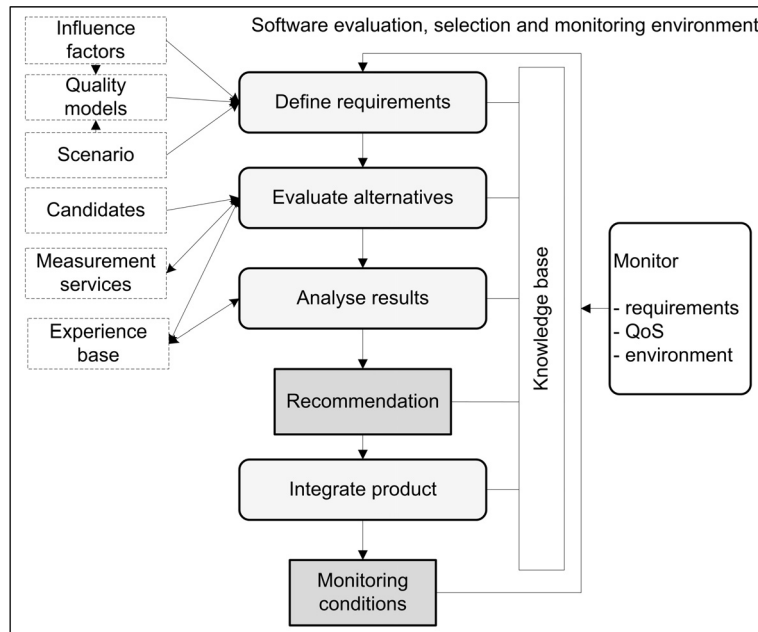 Software evaluation, selection and monitoring environment
Influence
factors
Quality
models
Scenario
Candidates
Measurement
services
Experience
base
Define requirements
Evaluate alternatives
Analyse results
Recommendation
Integrate product
Monitoring
conditions
Knowledge base
Monitor
- requirements
- QoS
- environment